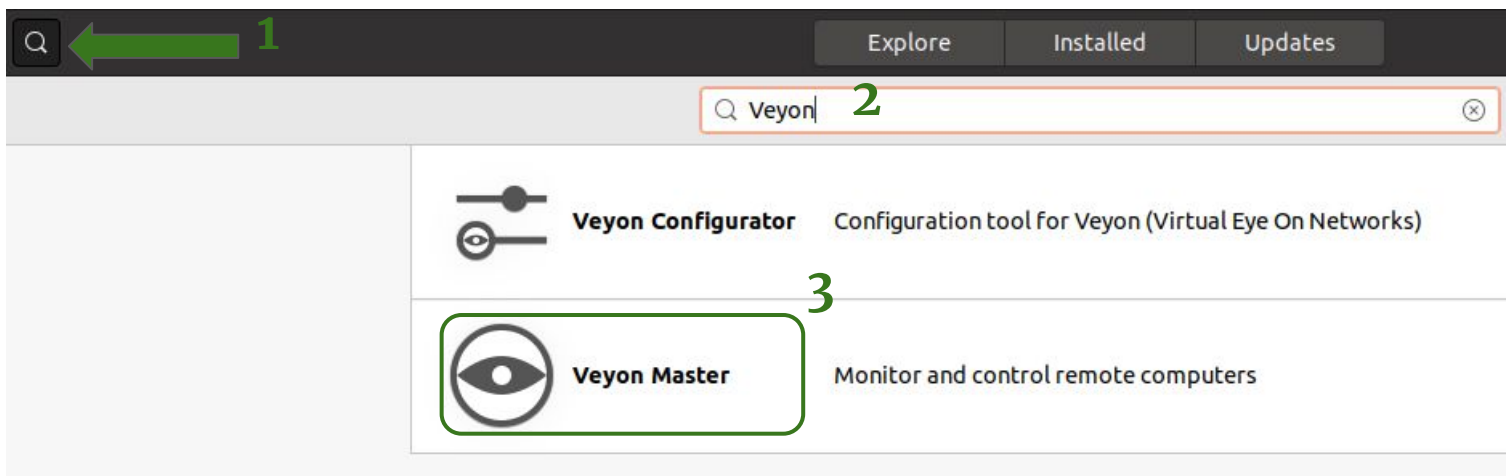 1
Explore Installed Updates
Veyon 2
Veyon Configurator Configuration tool for Veyon (Virtual Eye On Networks)
3
Veyon Master Monitor and control remote computers